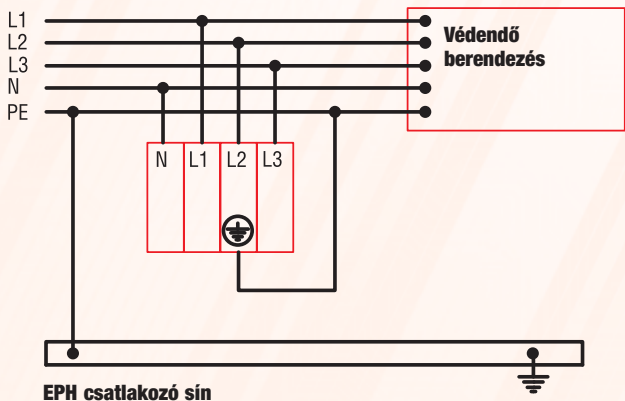 L1
L2
L3
N
PE
Védendő
berendezés
N L1 L2 L3
EPH csatlakozó sín